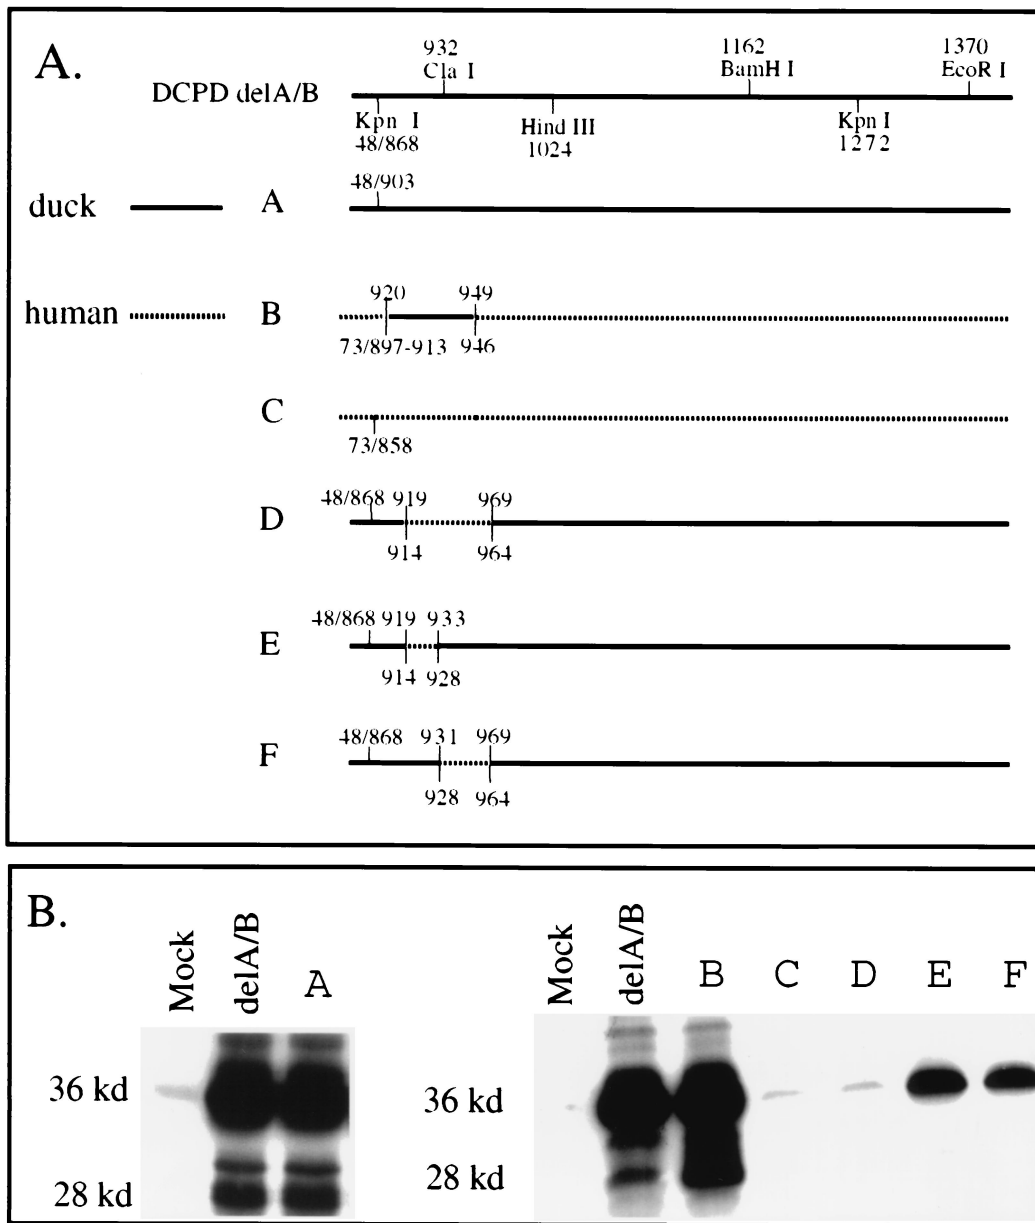 A.
932 1162 1370
Cla I BamH I EcoR I
DCPD delA/B
Kpn I Hind III Kpn I
48/868 1024 1272
48/903
duck A
920 949
human B
73/897-913 946
C
73/858
48/868 919 969
D
914 964
48/868 919 933
E
914 928
48/868 931 969
F
928 964
B.
Mock delA/B A Mock delA/B B C D E F
36 kd 36 kd
28 kd 28 kd